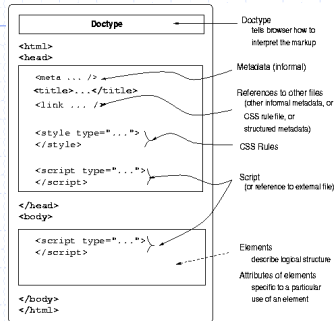 Doctype
Doctype
tells browser how to
interpret the markup
<html>
<head>
<meta ... />
Metadata (informal)
<title>...</title>
<link ... />
References to other files
(other informal metadata, or
CSS rule file, or
structured metadata)
<style type="...">
</style>
CSS Rules
<script type="...">
</script>
Script
(or reference to external file)
</head>
<body>
<script type="...">
</script>
Elements
describe logical structure
Attributes of elements
specific to a particular
use of an element
</body>
</html>